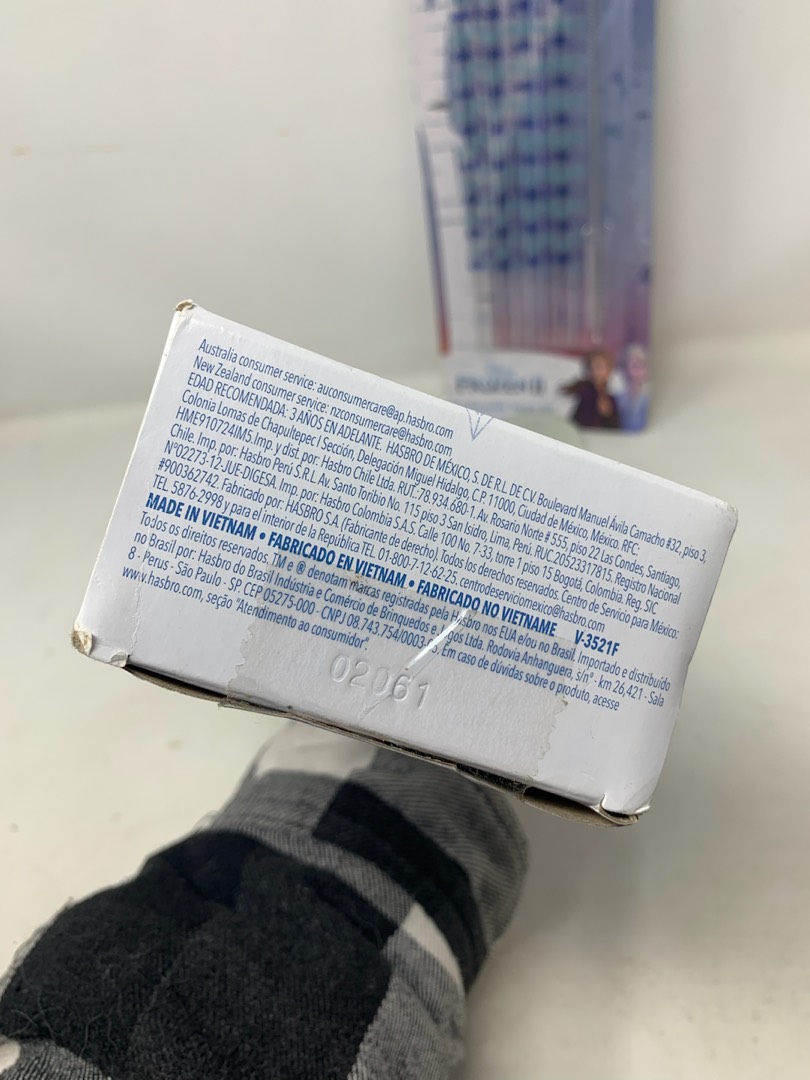 FROZEN II
Australia consumer service: auconsumercare@ap.hasbro.com
New Zealand consumer service: nzconsumercare@hasbro.com
EDAD RECOMENDADA: 3 AÑOS EN ADELANTE. HASBRO DE MÉXICO, S. DE R.L. DE C.V. Boulevard Manuel Ávila Camacho #32, piso 3,
Colonia Lomas de Chapultepec I Sección, Delegación Miguel Hidalgo, C.P. 11000, Ciudad de México, México. RFC:
HME910724IM5. Imp. y dist. por: Hasbro Chile Ltda. RUT.:78.934.680-1. Av. Rosario Norte # 555, piso 22 Las Condes, Santiago,
Chile. Imp. por: Hasbro Perú S.R.L. Av. Santo Toribio No. 115 piso 3 San Isidro, Lima, Perú. RUC.20523317815. Registro Nacional
N°02273-12-JUE-DIGESA. Imp. por: Hasbro Colombia S.A.S. Calle 100 No. 7-33, torre 1 piso 15 Bogotá, Colombia. Reg. SIC
#900362742. Fabricado por: HASBRO S.A. (Fabricante de derecho). Todos los derechos reservados. Centro de Servicio para México:
TEL. 5876-2998 y para el interior de la República TEL. 01-800-7-12-62-25. centrodeserviciomexico@hasbro.com
MADE IN VIETNAM • FABRICADO EN VIETNAM • FABRICADO NO VIETNAME V-3521F
Todos os direitos reservados. TM e ® denotam marcas registradas pela Hasbro nos EUA e/ou no Brasil. Importado e distribuído
no Brasil por: Hasbro do Brasil Indústria e Comércio de Brinquedos e Jogos Ltda. Rodovia Anhanguera, s/nº - km 26,421 - Sala
8 - Perus - São Paulo - SP. CEP 05275-000 - CNPJ 08.743.754/0003- Em caso de dúvidas sobre o produto, acesse
www.hasbro.com, seção "Atendimento ao consumidor".
02061